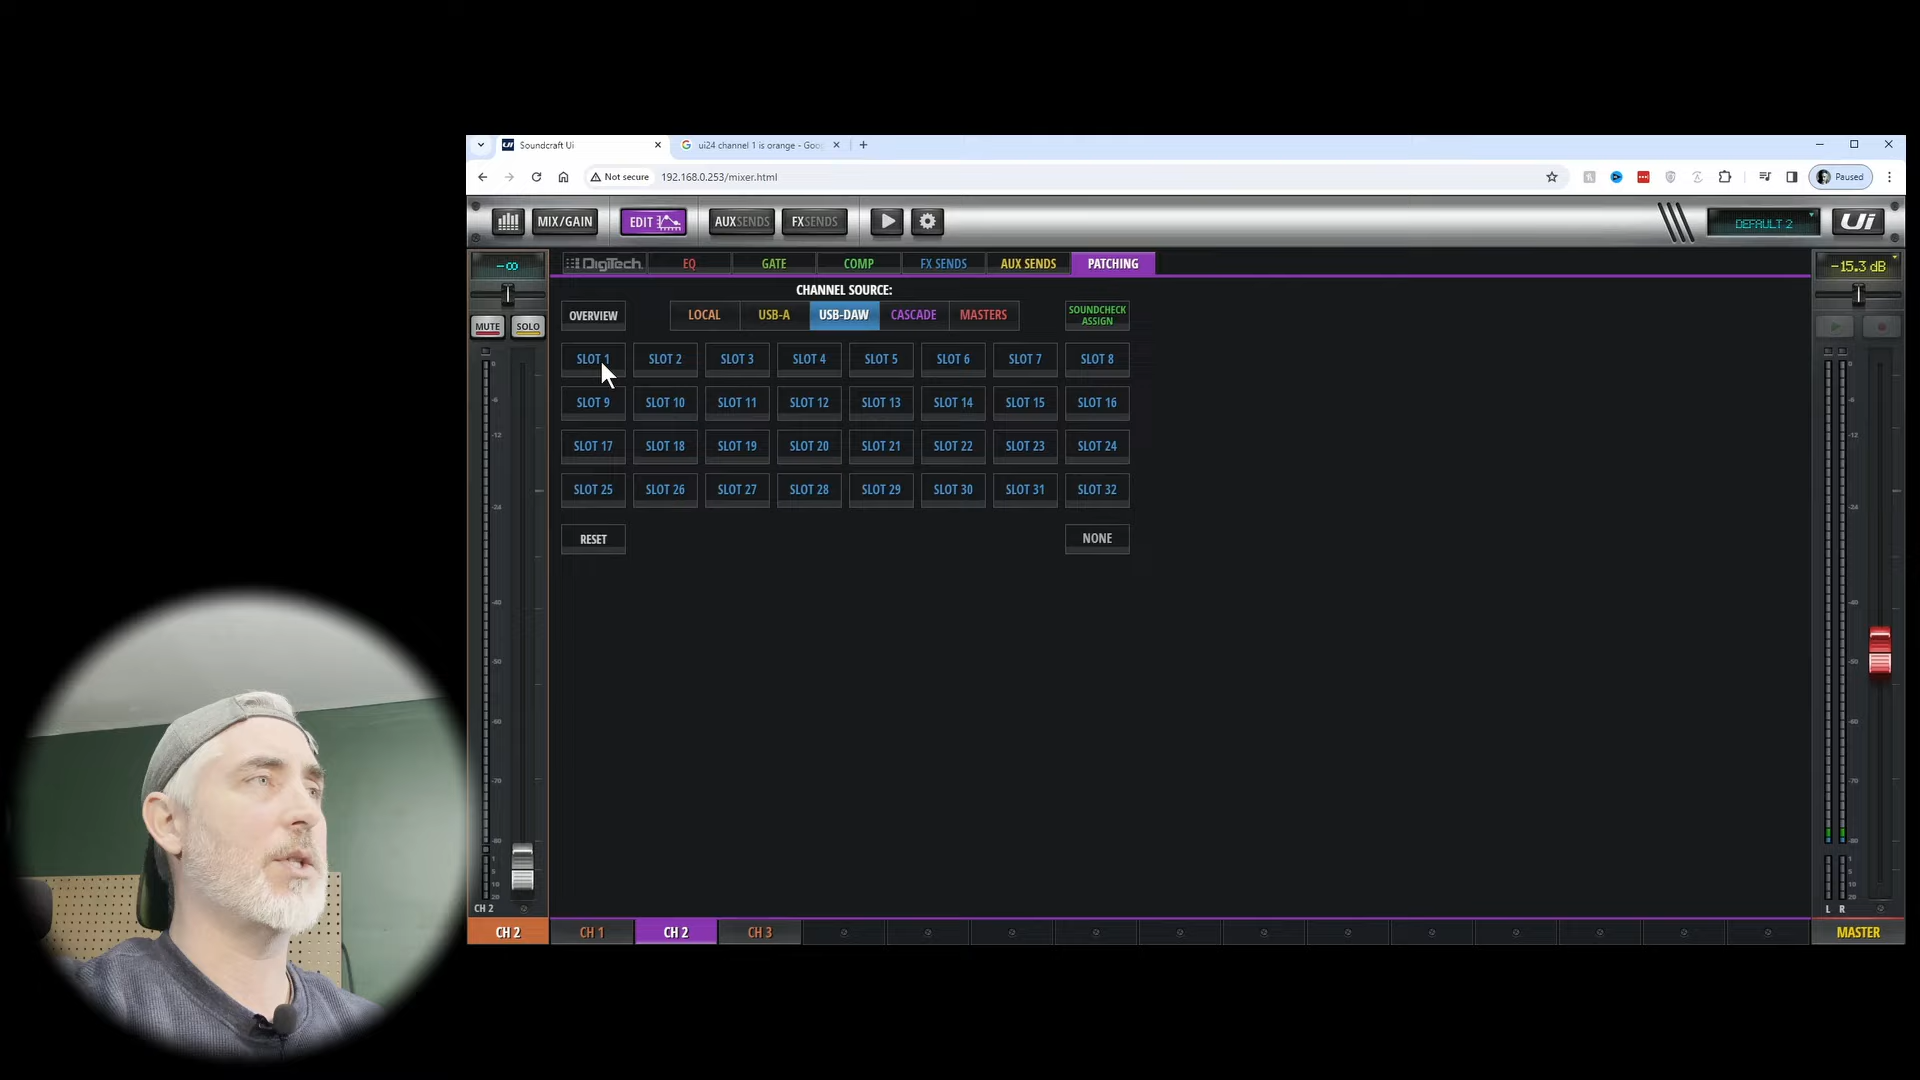 Soundcraft Ui
ui24 channel 1 is orange - Goo
Not secure 192.168.0.253/mixer.html
Paused
MIX/GAIN EDIT AUXSENDS FXSENDS DEFAULT 2 Ui
-∞ DigiTech EQ GATE COMP FX SENDS AUX SENDS PATCHING -15.3 dB
CHANNEL SOURCE:
OVERVIEW LOCAL USB-A USB-DAW CASCADE MASTERS SOUNDCHECK
ASSIGN
MUTE SOLO
SLOT 1 SLOT 2 SLOT 3 SLOT 4 SLOT 5 SLOT 6 SLOT 7 SLOT 8
SLOT 9 SLOT 10 SLOT 11 SLOT 12 SLOT 13 SLOT 14 SLOT 15 SLOT 16
SLOT 17 SLOT 18 SLOT 19 SLOT 20 SLOT 21 SLOT 22 SLOT 23 SLOT 24
SLOT 25 SLOT 26 SLOT 27 SLOT 28 SLOT 29 SLOT 30 SLOT 31 SLOT 32
RESET NONE
CH 2 L R
CH 2 CH 1 CH 2 CH 3 MASTER